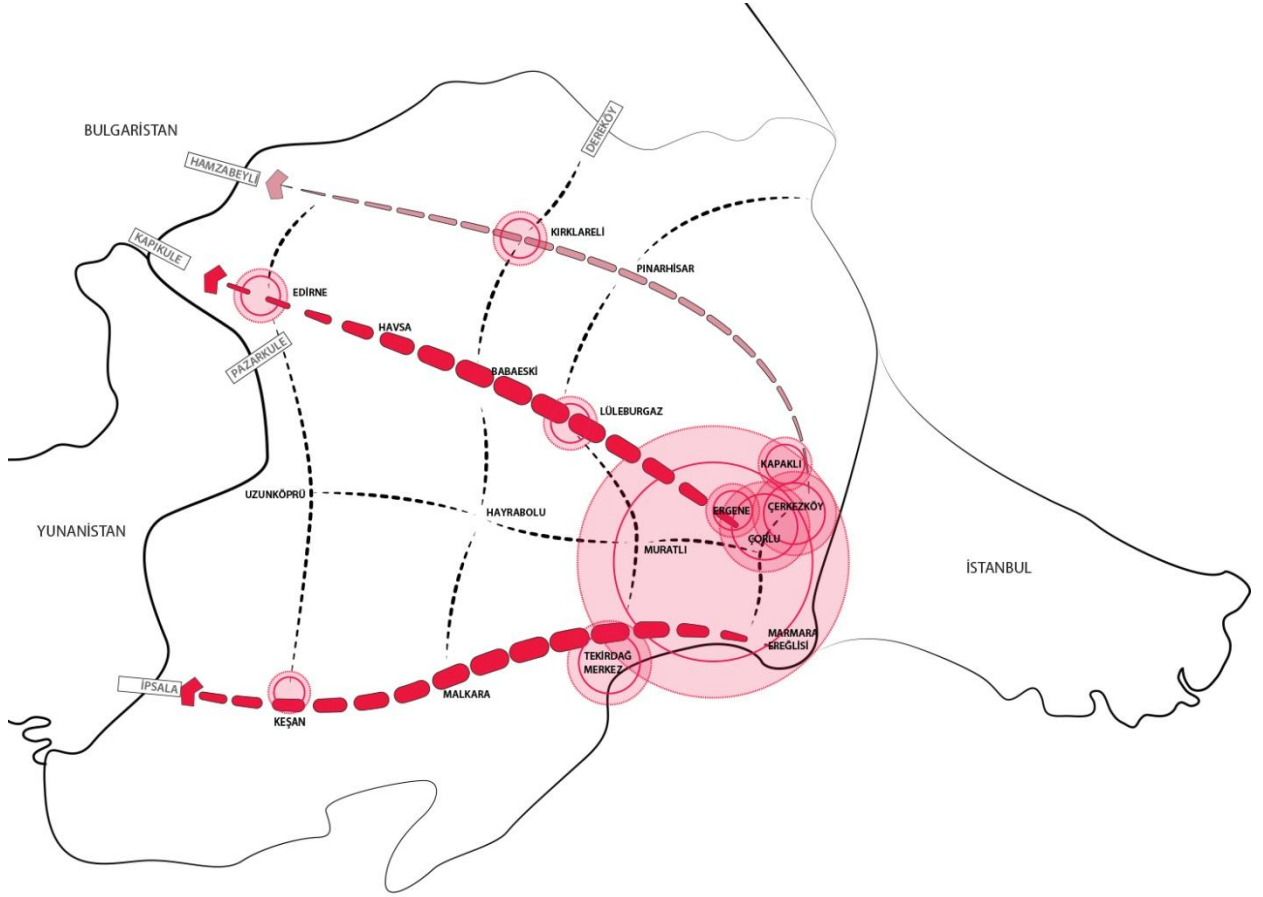 DEREKÖY
BULGARİSTAN
HAMZABEYLİ
KIRKLARELİ
KAPIKULE
PINARHİSAR
EDİRNE
HAVSA
PAZARKULE
BABAESKİ
LÜLEBURGAZ
KAPAKLI
UZUNKÖPRÜ
ERGENE
ÇERKEZKÖY
HAYRABOLU
YUNANİSTAN
ÇORLU
MURATLI
İSTANBUL
MARMARA
EREĞLİSİ
TEKİRDAĞ
MERKEZ
İPSALA
MALKARA
KEŞAN